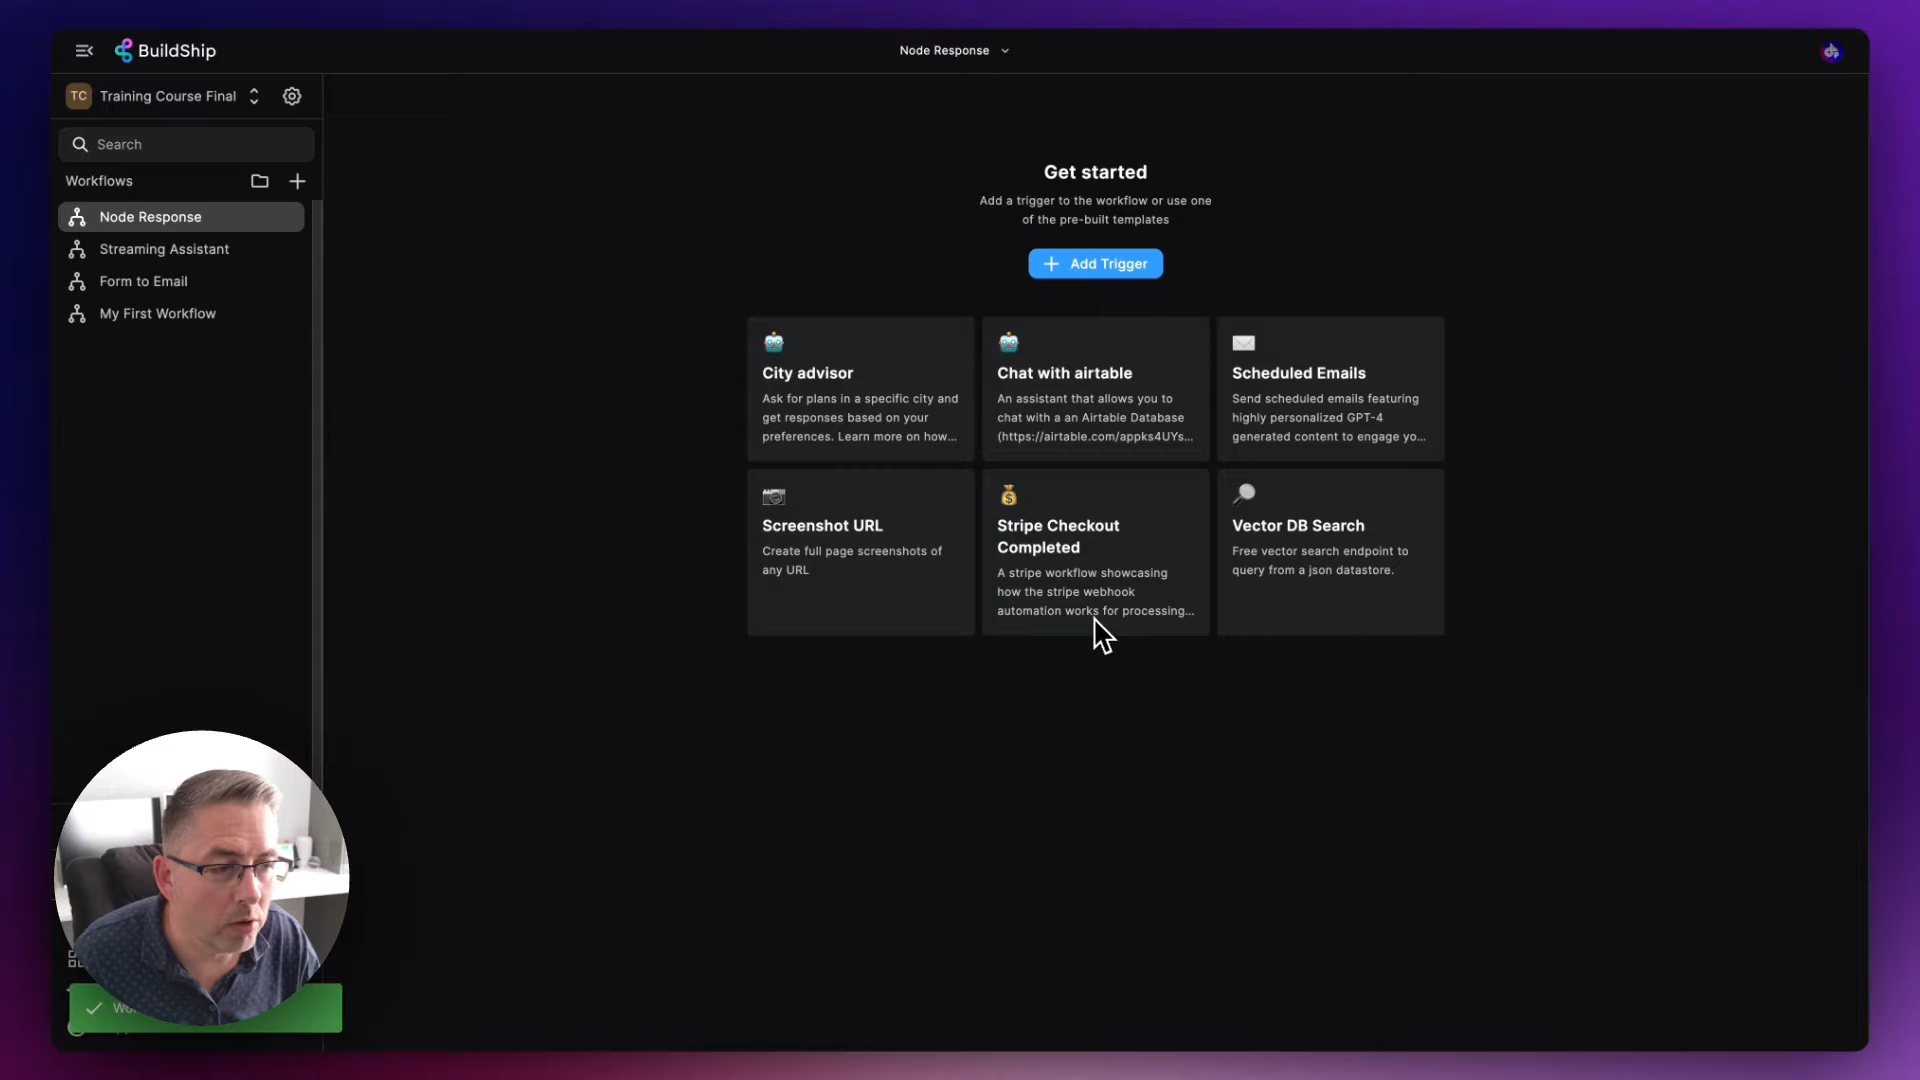 BuildShip
Node Response
TC Training Course Final
Search
Workflows
Node Response
Streaming Assistant
Form to Email
My First Workflow
Get started
Add a trigger to the workflow or use one
of the pre-built templates
Add Trigger
City advisor
Ask for plans in a specific city and
get responses based on your
preferences. Learn more on how...
Chat with airtable
An assistant that allows you to
chat with a an Airtable Database
(https://airtable.com/appks4UYs...
Scheduled Emails
Send scheduled emails featuring
highly personalized GPT-4
generated content to engage yo...
Screenshot URL
Create full page screenshots of
any URL
Stripe Checkout
Completed
A stripe workflow showcasing
how the stripe webhook
automation works for processing...
Vector DB Search
Free vector search endpoint to
query from a json datastore.